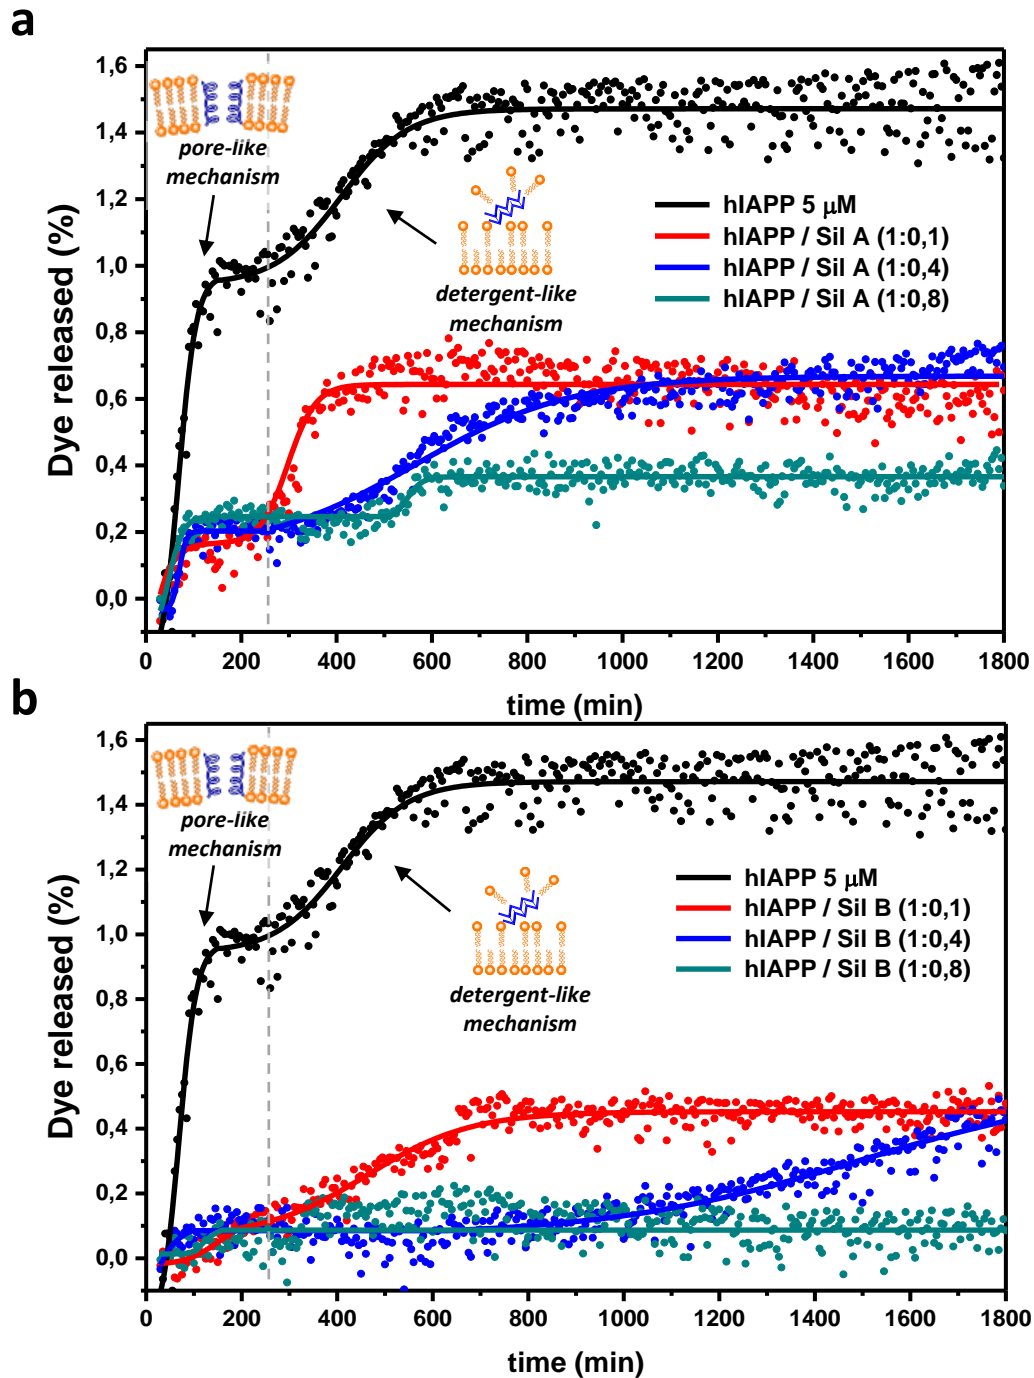 a
1,6
1,4
1,2
1,0
0,8
0,6
0,4
0,2
0,0
Dye released (%)
pore-like
mechanism
detergent-like
mechanism
hIAPP 5 μM
hIAPP / Sil A (1:0,1)
hIAPP / Sil A (1:0,4)
hIAPP / Sil A (1:0,8)
0 200 400 600 800 1000 1200 1400 1600 1800
time (min)
b
1,6
1,4
1,2
1,0
0,8
0,6
0,4
0,2
0,0
Dye released (%)
pore-like
mechanism
detergent-like
mechanism
hIAPP 5 μM
hIAPP / Sil B (1:0,1)
hIAPP / Sil B (1:0,4)
hIAPP / Sil B (1:0,8)
0 200 400 600 800 1000 1200 1400 1600 1800
time (min)